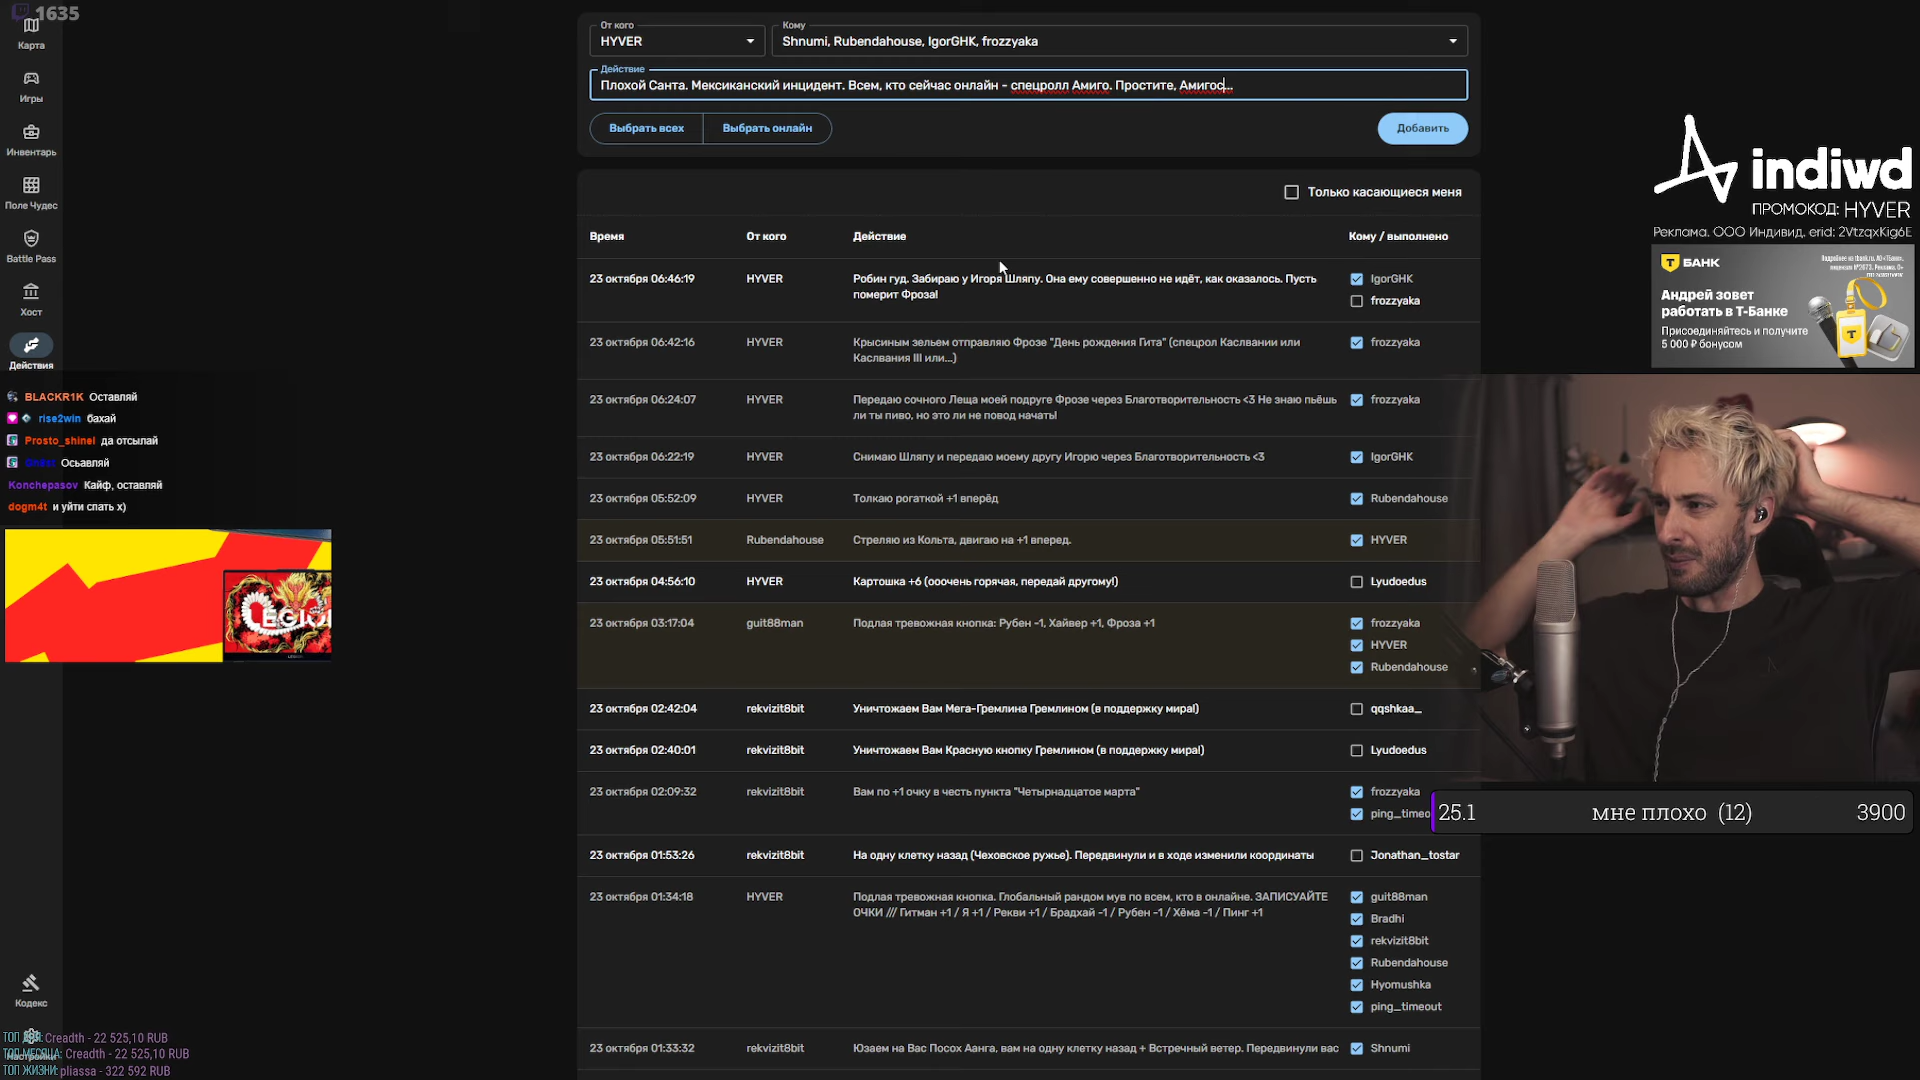 1635
Карта
Игры
Инвентарь
Поле Чудес
Battle Pass
Хост
Действия
От кого
HYVER
Кому
Shnumi, Rubendahouse, IgorGHK, frozzyaka
Действие
Плохой Санта. Мексиканский инцидент. Всем, кто сейчас онлайн - спецролл Амиго. Простите, Амигос...
Выбрать всех
Выбрать онлайн
Добавить
Только касающиеся меня
Время
От кого
Действие
Кому / выполнено
23 октября 06:46:19
HYVER
Робин гуд. Забираю у Игоря Шляпу. Она ему совершенно не идёт, как оказалось. Пусть
померит Фроза!
IgorGHK
frozzyaka
23 октября 06:42:16
HYVER
Крысиным зельем отправляю Фрозе "День рождения Гита" (спецрол Каслвании или
Каслвания III или...)
frozzyaka
23 октября 06:24:07
HYVER
Передаю сочного Леща моей подруге Фрозе через Благотворительность <3 Не знаю пьёшь
ли ты пиво, но это ли не повод начать!
frozzyaka
23 октября 06:22:19
HYVER
Снимаю Шляпу и передаю моему другу Игорю через Благотворительность <3
IgorGHK
23 октября 05:52:09
HYVER
Толкаю рогаткой +1 вперёд
Rubendahouse
23 октября 05:51:51
Rubendahouse
Стреляю из Кольта, двигаю на +1 вперед.
HYVER
23 октября 04:56:10
HYVER
Картошка +6 (ооочень горячая, передай другому!)
Lyudoedus
23 октября 03:17:04
guit88man
Подлая тревожная кнопка: Рубен -1, Хайвер +1, Фроза +1
frozzyaka
HYVER
Rubendahouse
23 октября 02:42:04
rekvizit8bit
Уничтожаем Вам Мега-Гремлина Гремлином (в поддержку мира!)
qqshkaa_
23 октября 02:40:01
rekvizit8bit
Уничтожаем Вам Красную кнопку Гремлином (в поддержку мира!)
Lyudoedus
23 октября 02:09:32
rekvizit8bit
Вам по +1 очку в честь пункта "Четырнадцатое марта"
frozzyaka
ping_timeo
23 октября 01:53:26
rekvizit8bit
На одну клетку назад (Чеховское ружье). Передвинули и в ходе изменили координаты
Jonathan_tostar
23 октября 01:34:18
HYVER
Подлая тревожная кнопка. Глобальный рандом мув по всем, кто в онлайне. ЗАПИСУАЙТЕ
ОЧКИ /// Гитман +1 / Я +1 / Рекви +1 / Брадхай -1 / Рубен -1 / Хёма -1 / Пинг +1
guit88man
Bradhi
rekvizit8bit
Rubendahouse
Hyomushka
ping_timeout
23 октября 01:33:32
rekvizit8bit
Юзаем на Вас Посох Аанга, вам на одну клетку назад + Встречный ветер. Передвинули вас
Shnumi
BLACKR1K Оставляй
rise2win бахай
Prosto_shinel да отсылай
Осьавляй
Konchepasov Кайф, оставляй
dogm4t и уйти спать х)
LEGION
Кодекс
Настройки
ТОП ДНЯ: Creadth - 22 525,10 RUB
ТОП МЕСЯЦА: Creadth - 22 525,10 RUB
ТОП ЖИЗНИ: pliassa - 322 592 RUB
indiwd
ПРОМОКОД: HYVER
Реклама. ООО Индивид. erid: 2VtzqxKig6E
Т БАНК
Андрей зовет
работать в Т-Банке
Присоединяйтесь и получите
5 000 ₽ бонусом
25.1
мне плохо (12)
3900